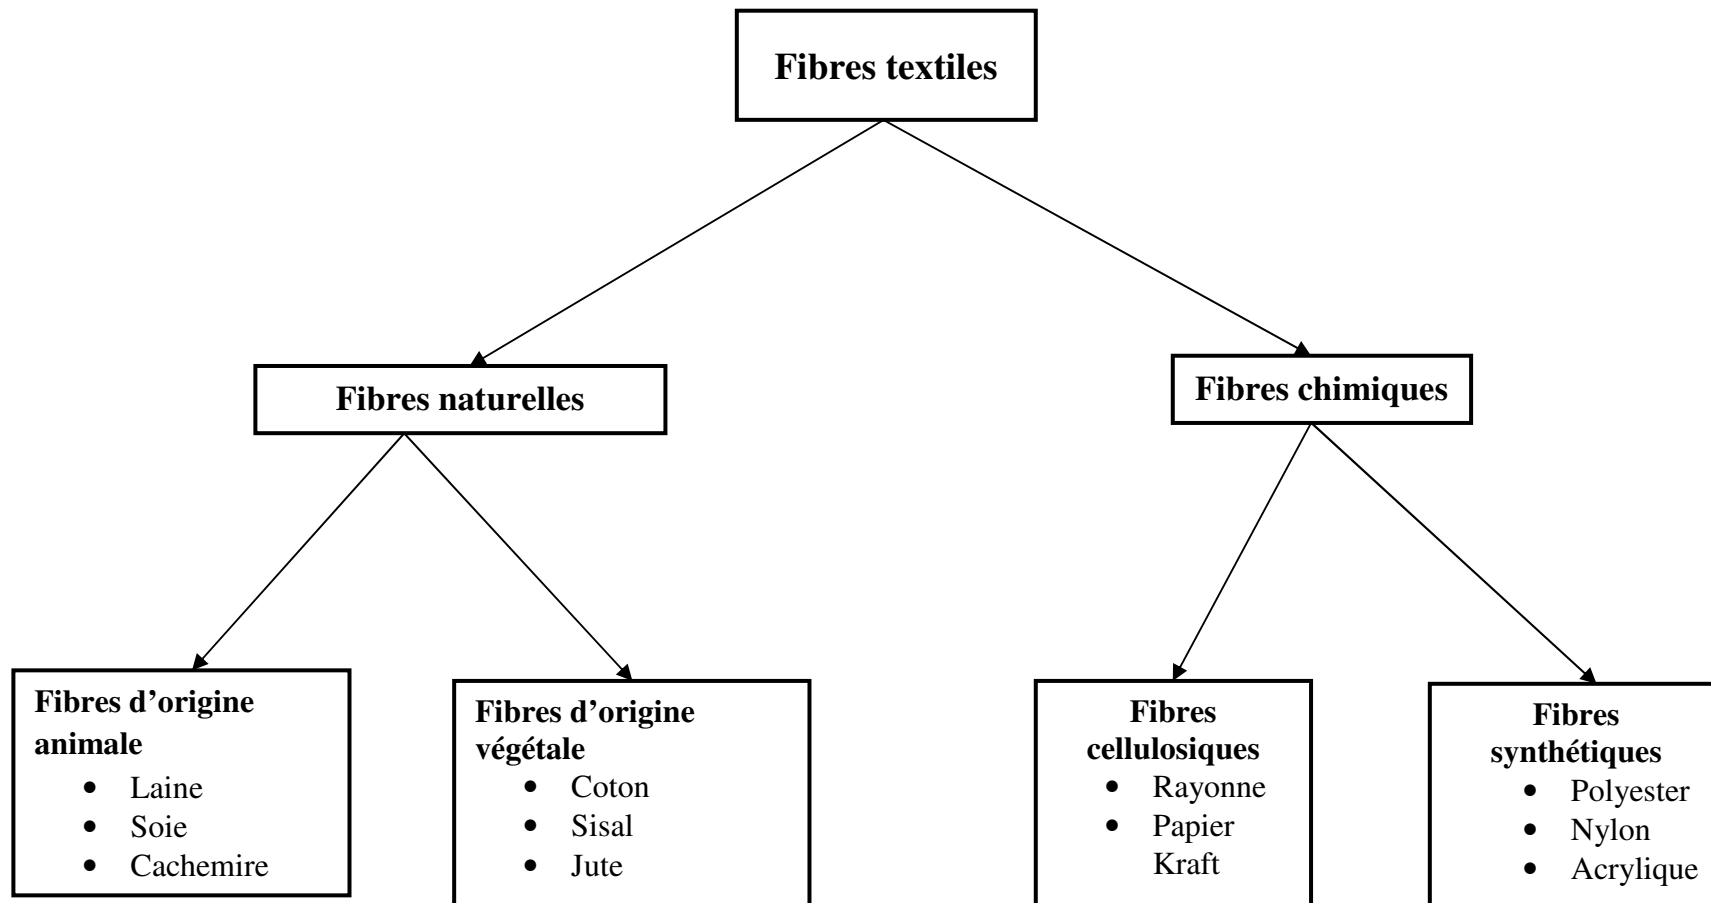 Fibres textiles
Fibres naturelles
Fibres chimiques
Fibres d’origine
animale
• Laine
• Soie
• Cachemire
Fibres d’origine
végétale
• Coton
• Sisal
• Jute
Fibres
cellulosiques
• Rayonne
• Papier
Kraft
Fibres
synthétiques
• Polyester
• Nylon
• Acrylique